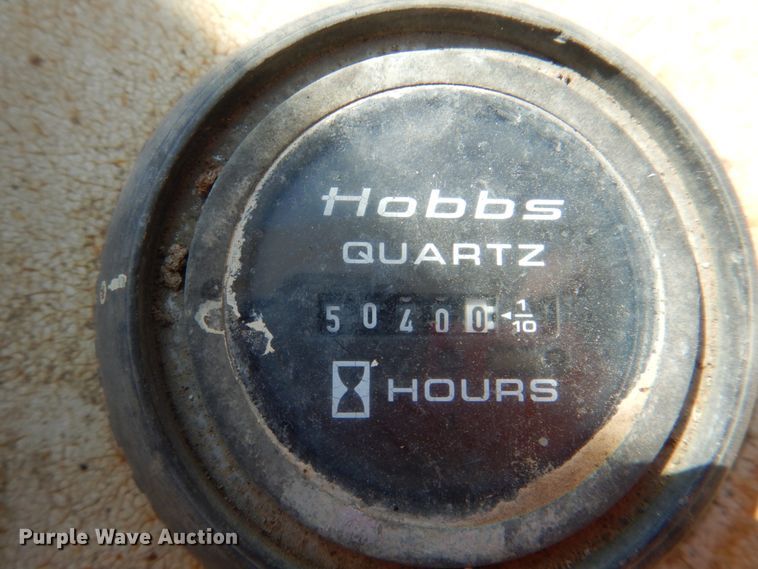 Hobbs
QUARTZ
50400 1/10
HOURS
Purple Wave Auction